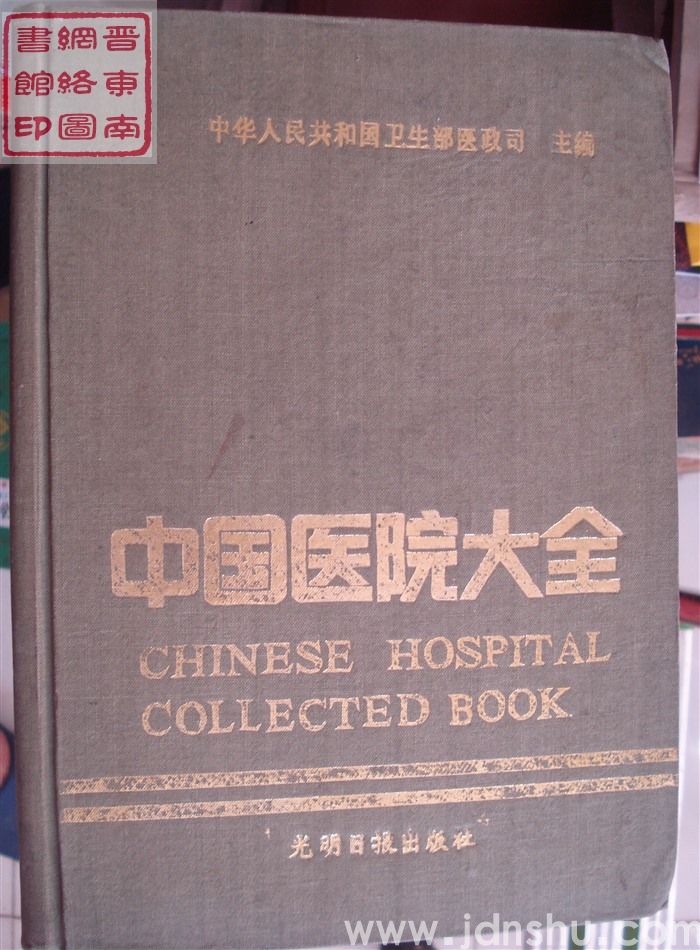 晋东南
網絡圖
書館印
中华人民共和国卫生部医政司 主编
中国医院大全
CHINESE HOSPITAL
COLLECTED BOOK
光明日报出版社
www.jdnshu.com